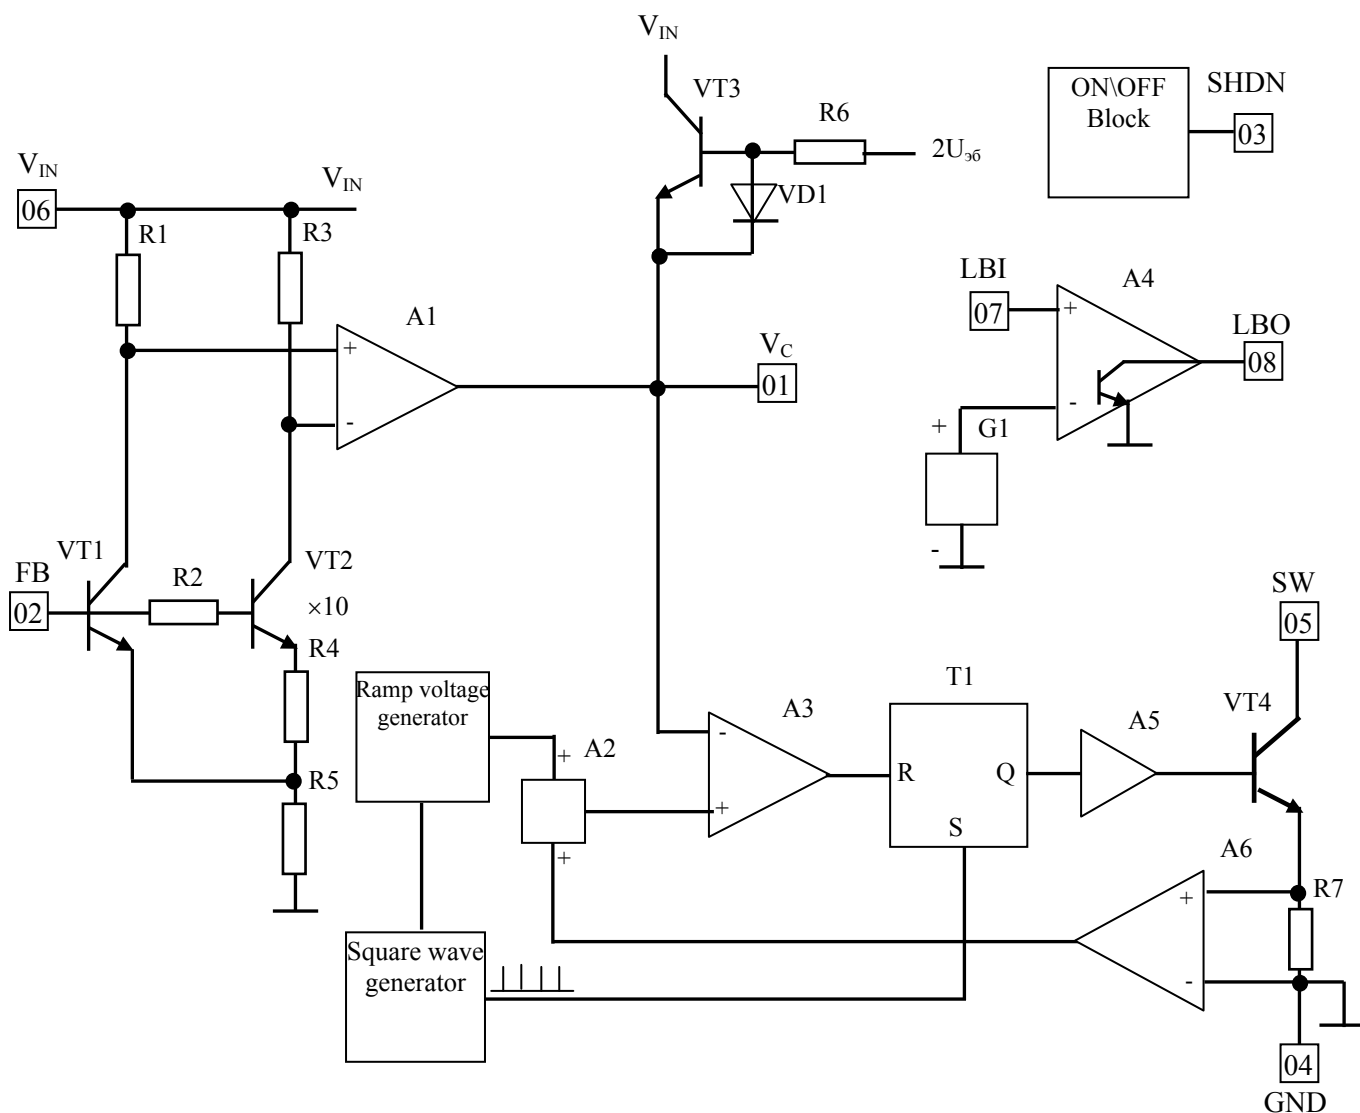 V_IN
VT3
R6
2U_эб
ON\OFF
Block
SHDN
03
V_IN
06
V_IN
R1
R3
VD1
LBI
07
+
A4
LBO
08
A1
+
-
V_C
01
-
+
G1
-
VT1
FB
02
R2
VT2
×10
R4
R5
SW
05
Ramp voltage
generator
+
A2
+
-
+
A3
T1
R
Q
S
A5
VT4
A6
+
-
R7
Square wave
generator
04
GND